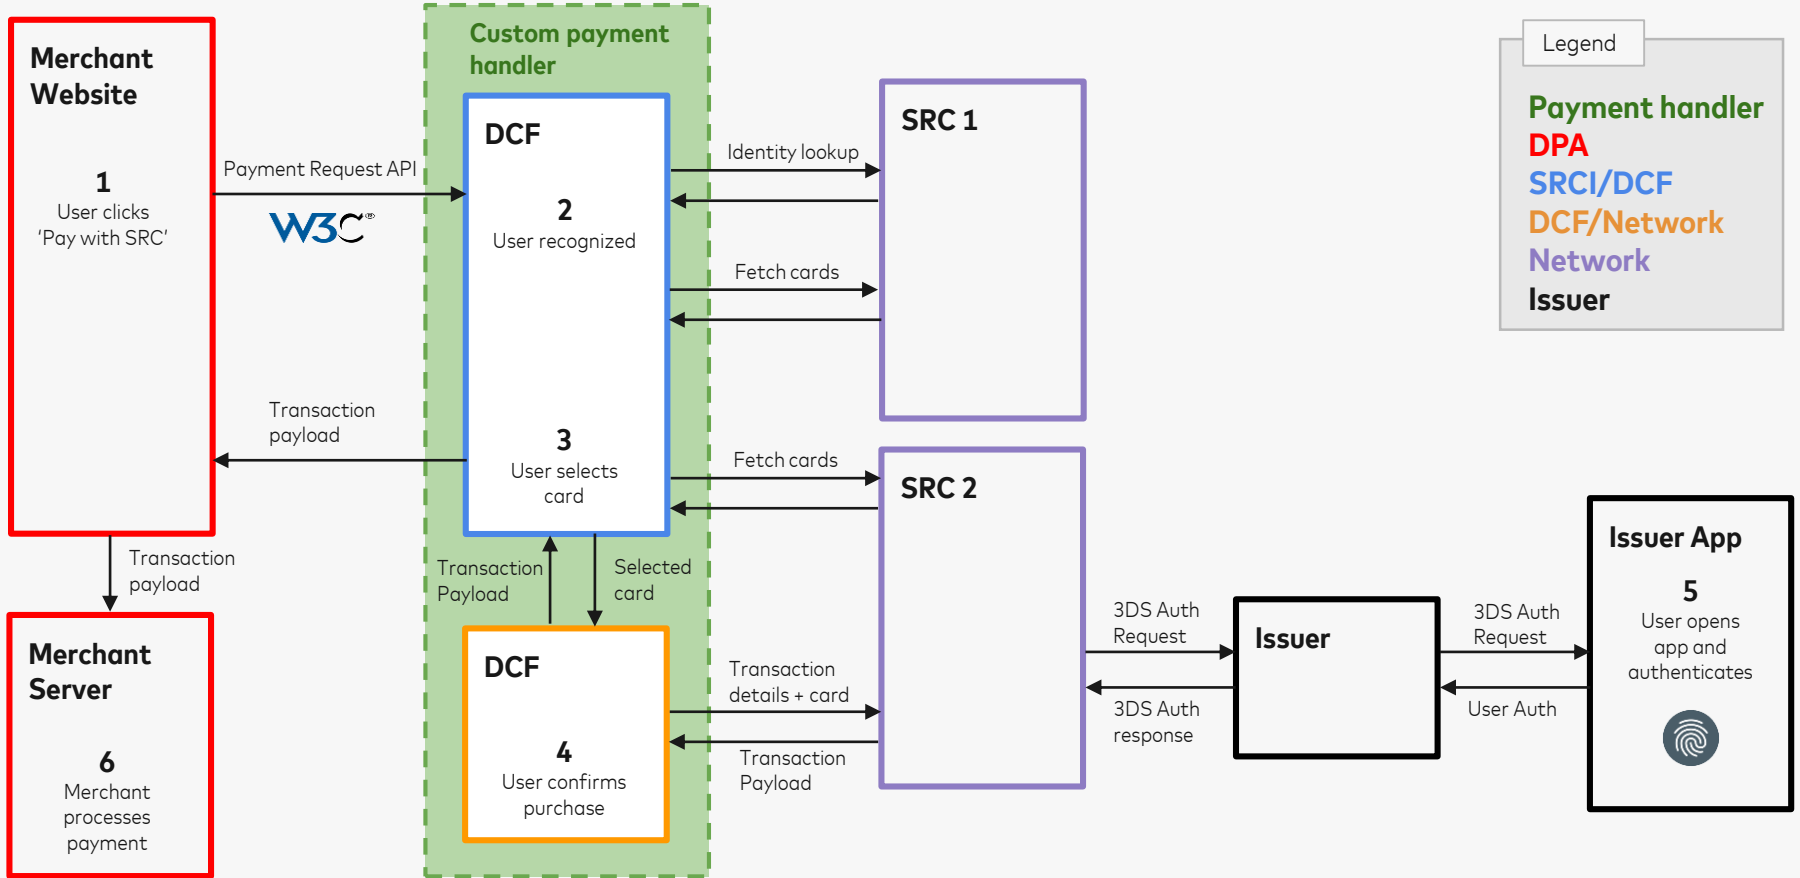 Merchant
Website
1
User clicks
‘Pay with SRC’
Payment Request API
W3C®
Custom payment
handler
DCF
2
User recognized
3
User selects
card
Identity lookup
Fetch cards
SRC 1
Legend
Payment handler
DPA
SRCI/DCF
DCF/Network
Network
Issuer
Transaction
payload
Fetch cards
SRC 2
Transaction
payload
Transaction
Payload
Selected
card
Merchant
Server
6
Merchant
processes
payment
DCF
4
User confirms
purchase
Transaction
details + card
Transaction
Payload
3DS Auth
Request
3DS Auth
response
Issuer
3DS Auth
Request
User Auth
Issuer App
5
User opens
app and
authenticates